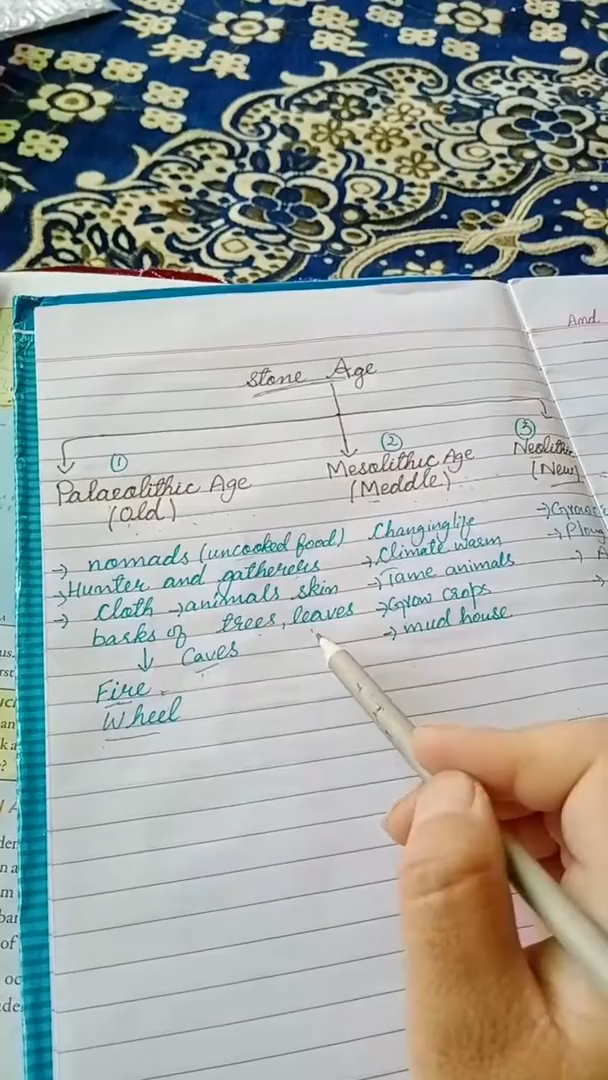 And
Stone Age
① ② ③
Palaeolithic Age
(Old)
Mesolithic Age
(Meddle)
Neolithic
(New)
→ nomads (uncooked food)
→ Hunter and gatherers
→ cloth → animals skin
barks of trees, leaves
↓ Caves
Fire
Wheel
Changing life
→ Climate warm
→ Tame animals
→ Grow crops
→ mud house